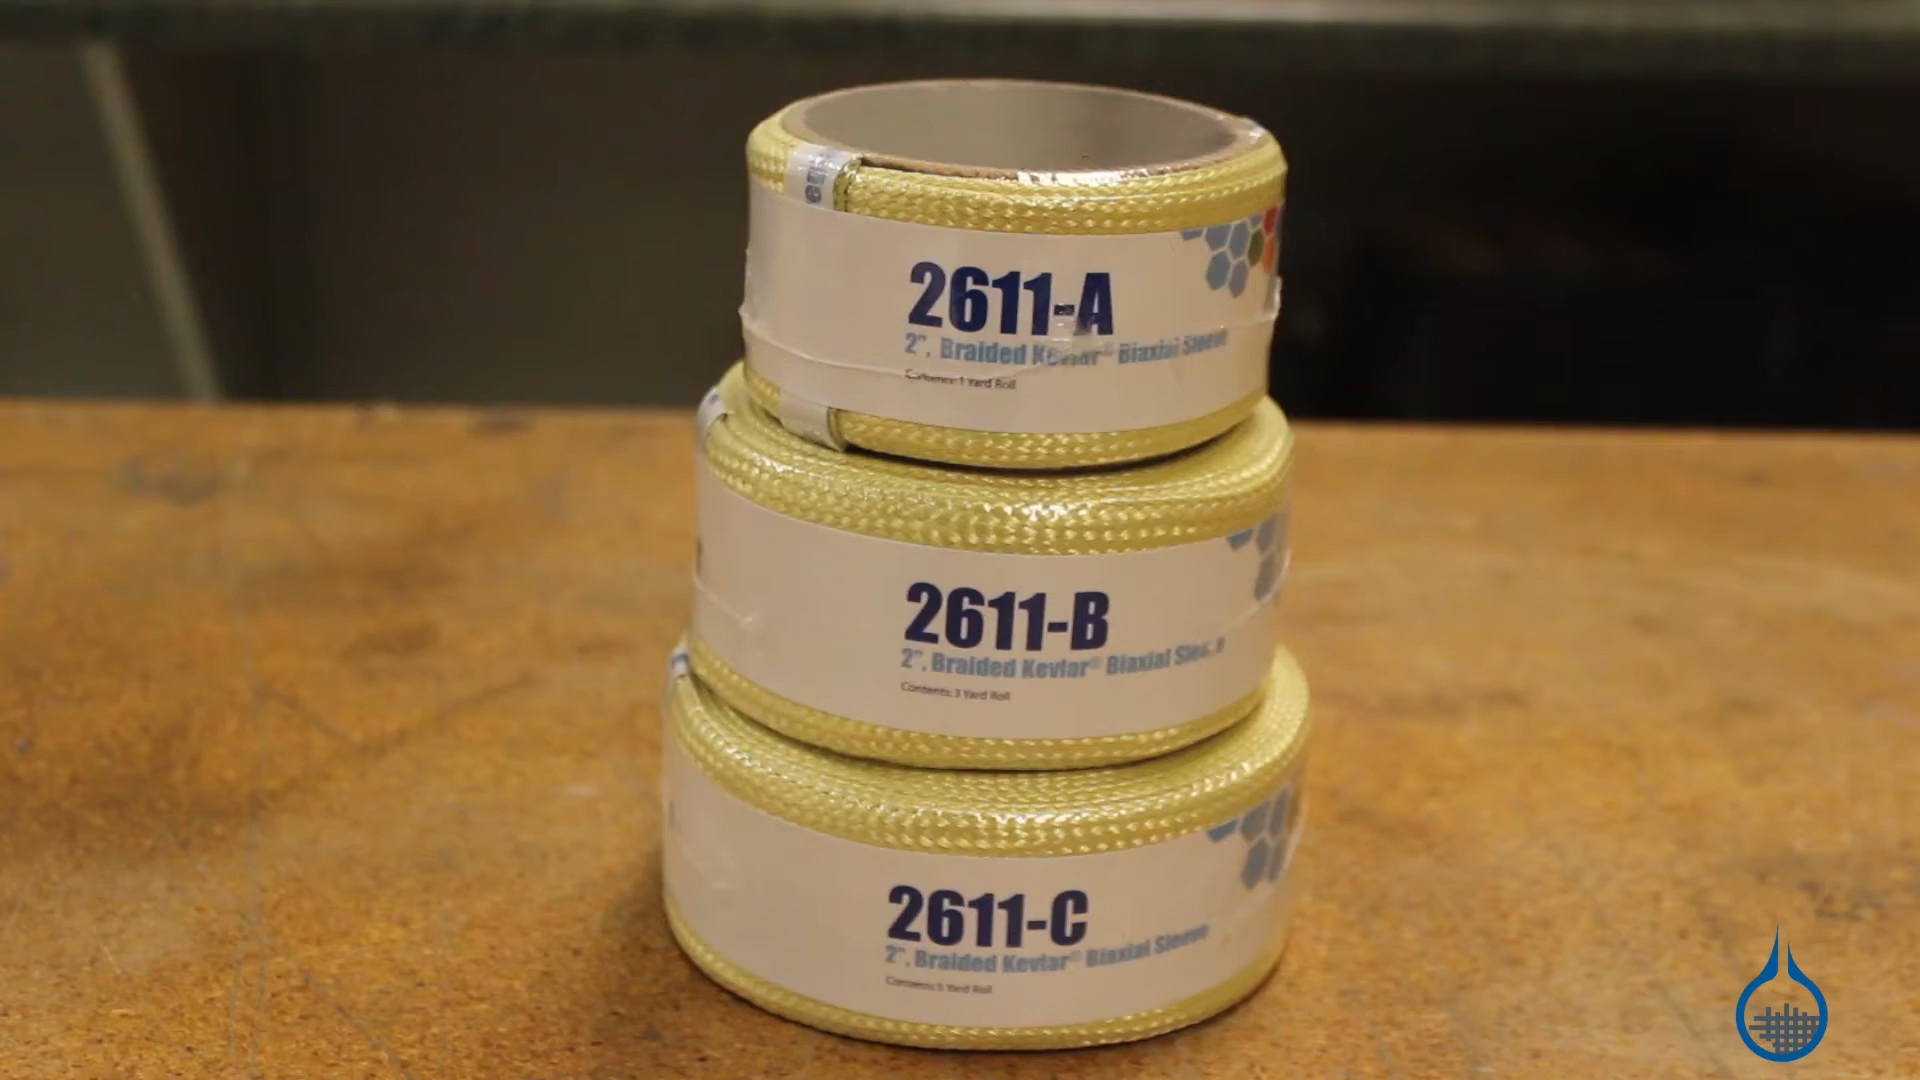 2611-A
2", Braided Kevlar® Biaxial Sleeve
Contents: 1 Yard Roll
2611-B
2", Braided Kevlar® Biaxial Sleeve
Contents: 3 Yard Roll
2611-C
2", Braided Kevlar® Biaxial Sleeve
Contents: 5 Yard Roll